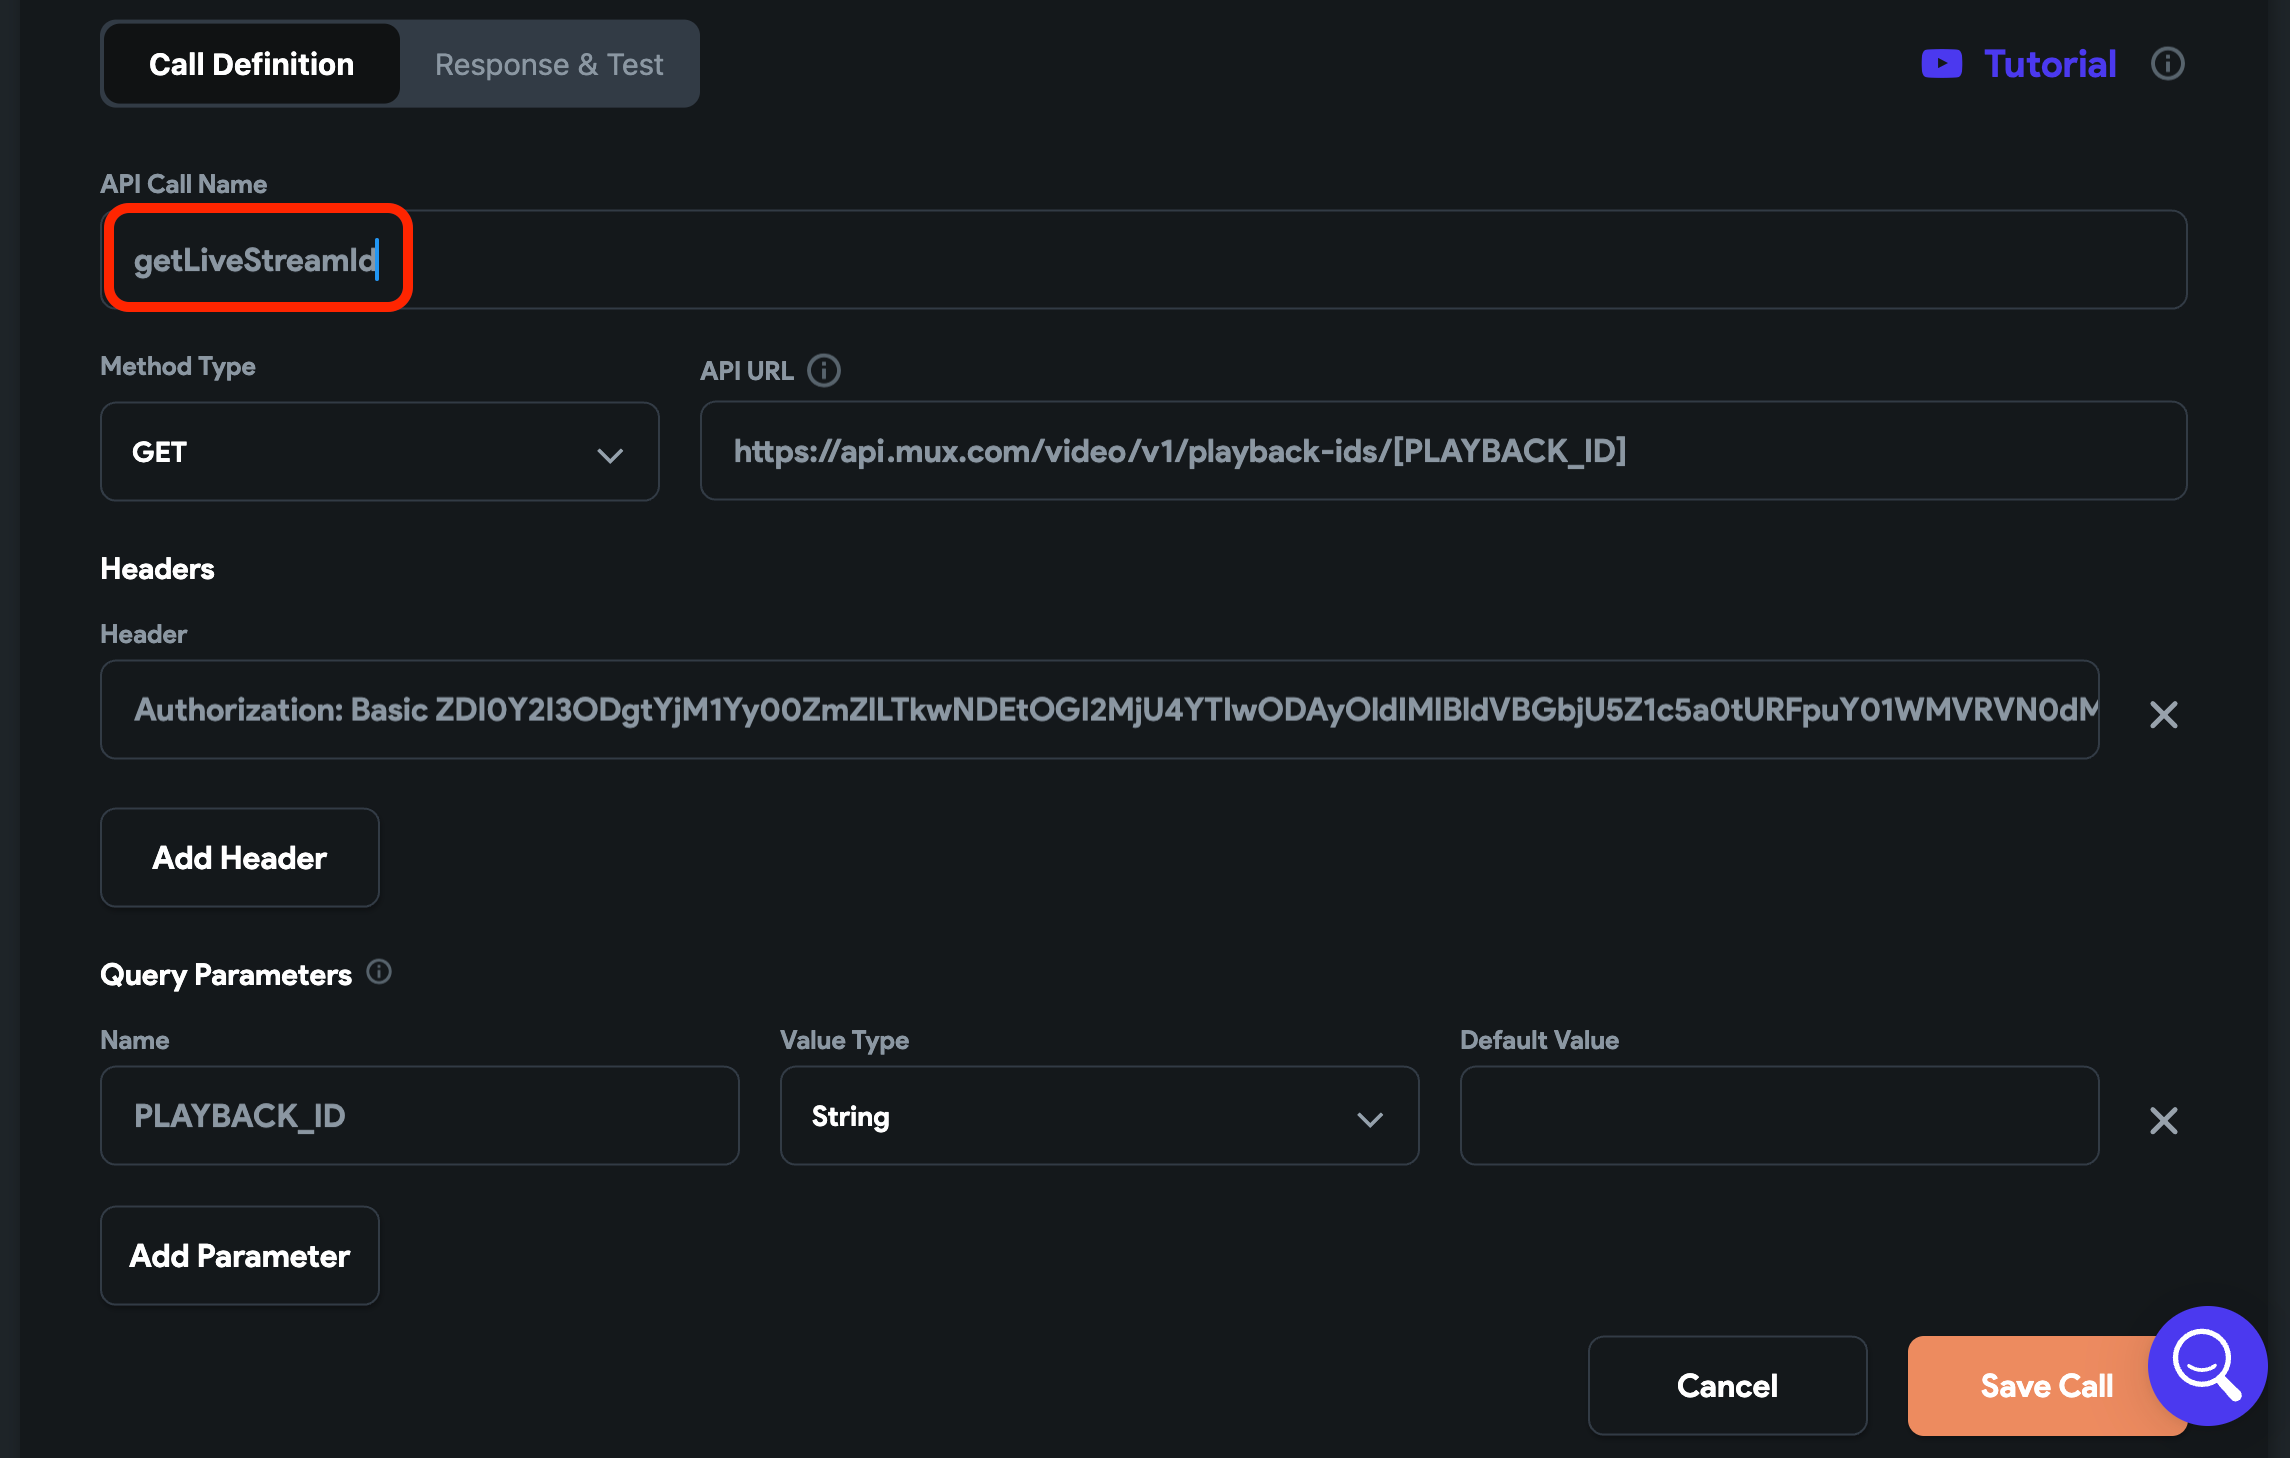 Call Definition
Response & Test
Tutorial
API Call Name
getLiveStreamId
Method Type
API URL
GET
https://api.mux.com/video/v1/playback-ids/[PLAYBACK_ID]
Headers
Header
Authorization: Basic ZDI0Y2I3ODgtYjM1Yy00ZmZlLTkwNDEtOGI2MjU4YTIwODAyOldIMlBldVBGbjU5Z1c5a0tURFpuY01WMVRVN0dM
Add Header
Query Parameters
Name
Value Type
Default Value
PLAYBACK_ID
String
Add Parameter
Cancel
Save Call